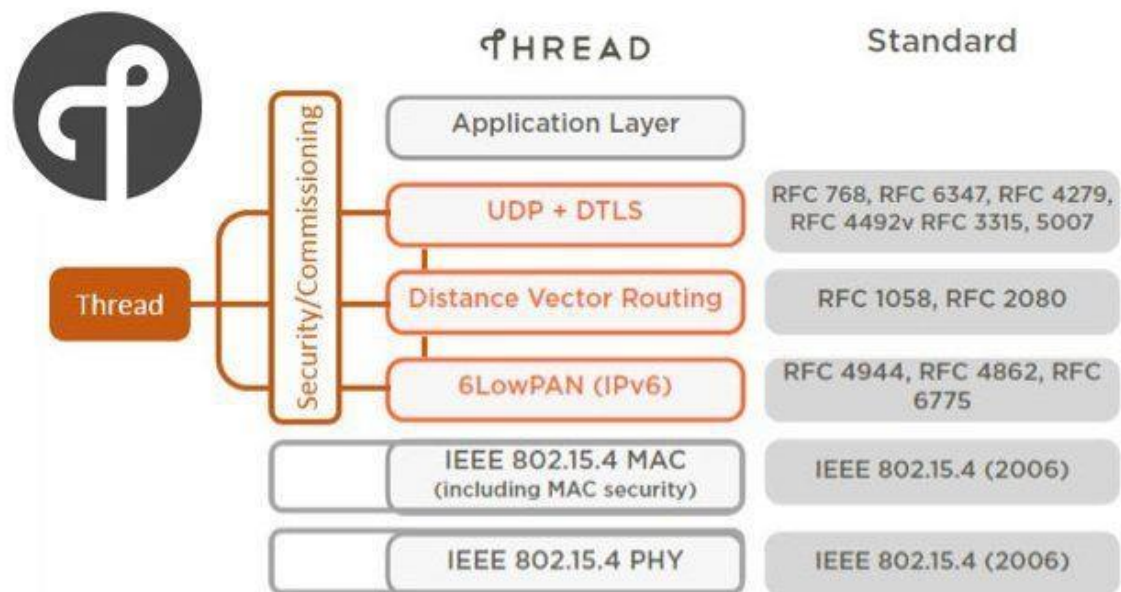 THREAD
Standard
Security/Commissioning
Application Layer
UDP + DTLS
RFC 768, RFC 6347, RFC 4279,
RFC 4492v RFC 3315, 5007
Thread
Distance Vector Routing
RFC 1058, RFC 2080
6LowPAN (IPv6)
RFC 4944, RFC 4862, RFC
6775
IEEE 802.15.4 MAC
(including MAC security)
IEEE 802.15.4 (2006)
IEEE 802.15.4 PHY
IEEE 802.15.4 (2006)